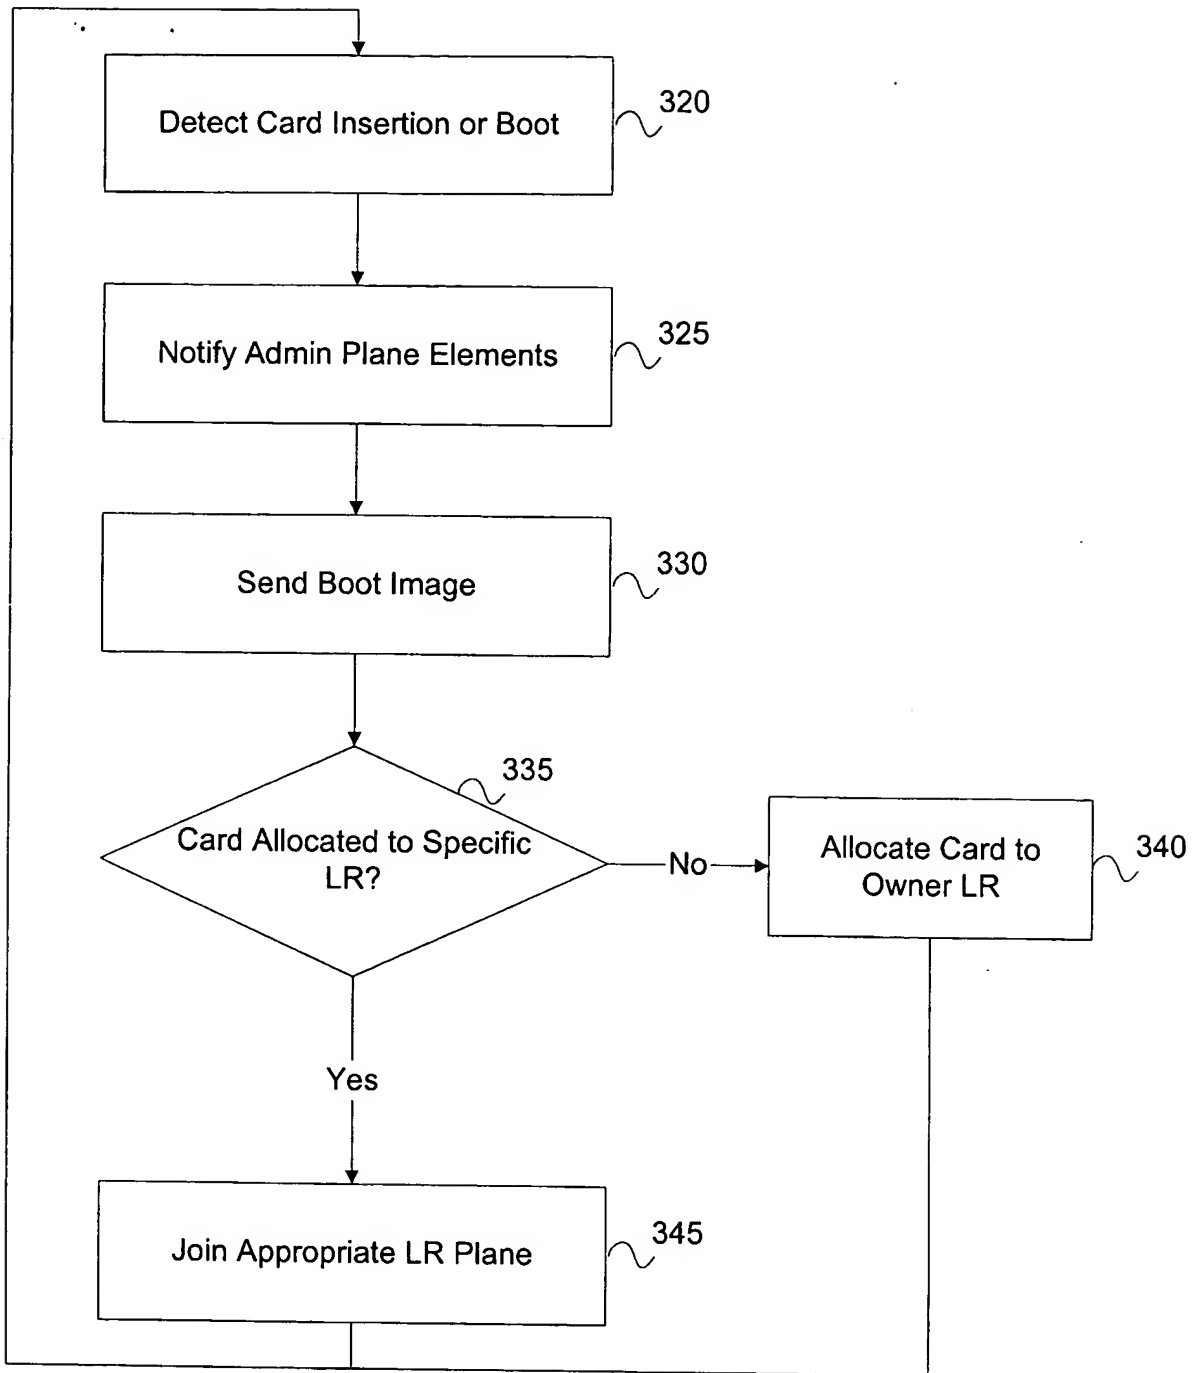 Detect Card Insertion or Boot
320
Notify Admin Plane Elements
325
Send Boot Image
330
335
Card Allocated to Specific
LR?
No
Allocate Card to
Owner LR
340
Yes
Join Appropriate LR Plane
345